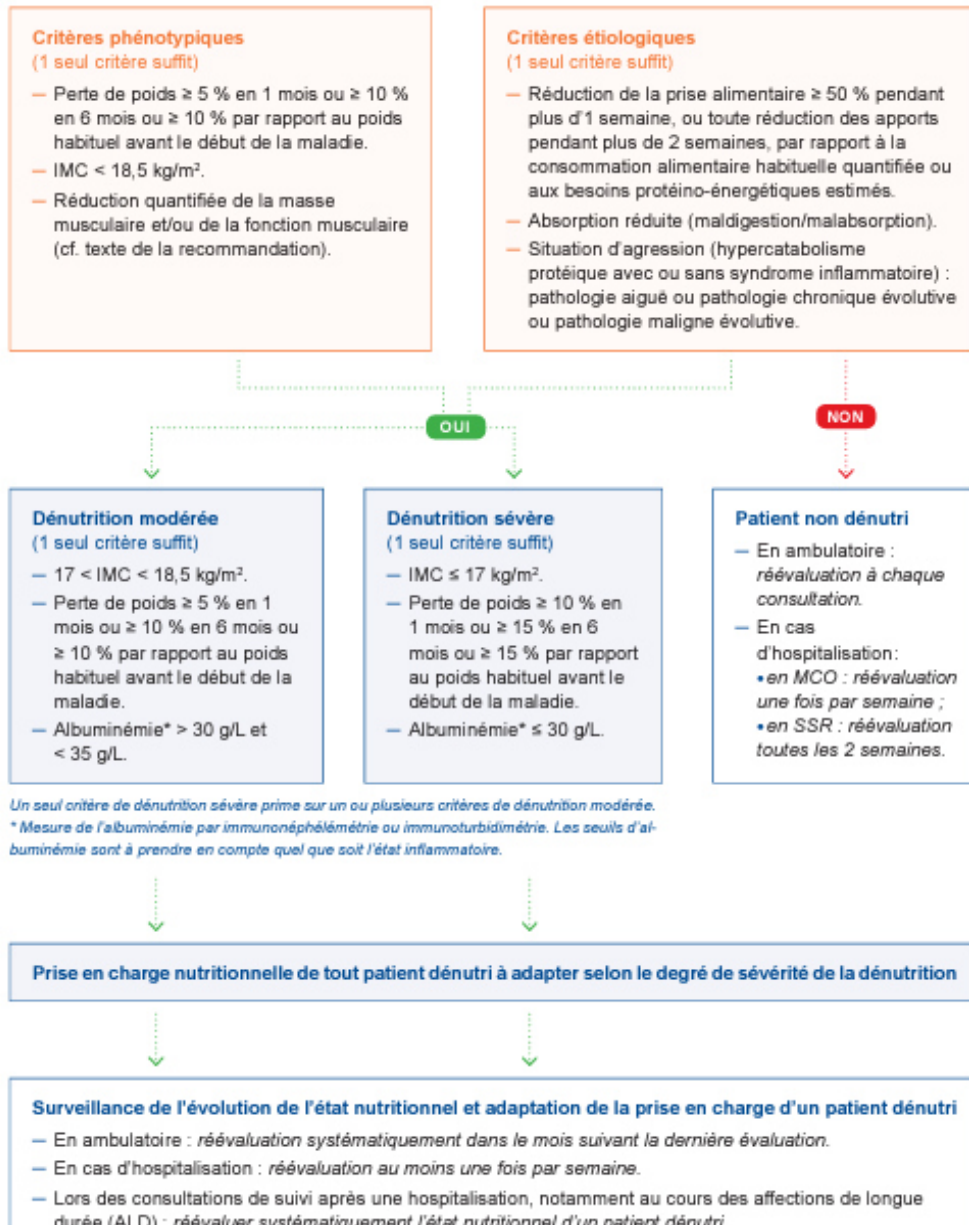 Critères phénotypiques
(1 seul critère suffit)
— Perte de poids ≥ 5 % en 1 mois ou ≥ 10 %
en 6 mois ou ≥ 10 % par rapport au poids
habituel avant le début de la maladie.
— IMC < 18,5 kg/m².
— Réduction quantifiée de la masse
musculaire et/ou de la fonction musculaire
(cf. texte de la recommandation).
Critères étiologiques
(1 seul critère suffit)
— Réduction de la prise alimentaire ≥ 50 % pendant
plus d'1 semaine, ou toute réduction des apports
pendant plus de 2 semaines, par rapport à la
consommation alimentaire habituelle quantifiée ou
aux besoins protéino-énergétiques estimés.
— Absorption réduite (maldigestion/malabsorption).
— Situation d'agression (hypercatabolisme
protéique avec ou sans syndrome inflammatoire) :
pathologie aiguë ou pathologie chronique évolutive
ou pathologie maligne évolutive.
OUI
NON
Dénutrition modérée
(1 seul critère suffit)
— 17 < IMC < 18,5 kg/m².
— Perte de poids ≥ 5 % en 1
mois ou ≥ 10 % en 6 mois ou
≥ 10 % par rapport au poids
habituel avant le début de la
maladie.
— Albuminémie* > 30 g/L et
< 35 g/L.
Dénutrition sévère
(1 seul critère suffit)
— IMC ≤ 17 kg/m².
— Perte de poids ≥ 10 % en
1 mois ou ≥ 15 % en 6
mois ou ≥ 15 % par rapport
au poids habituel avant le
début de la maladie.
— Albuminémie* ≤ 30 g/L.
Patient non dénutri
— En ambulatoire :
réévaluation à chaque
consultation.
— En cas
d'hospitalisation :
• en MCO : réévaluation
une fois par semaine ;
• en SSR : réévaluation
toutes les 2 semaines.
Un seul critère de dénutrition sévère prime sur un ou plusieurs critères de dénutrition modérée.
* Mesure de l'albuminémie par immunonéphélémétrie ou immunoturbidimétrie. Les seuils d'al-
buminémie sont à prendre en compte quel que soit l'état inflammatoire.
Prise en charge nutritionnelle de tout patient dénutri à adapter selon le degré de sévérité de la dénutrition
Surveillance de l'évolution de l'état nutritionnel et adaptation de la prise en charge d'un patient dénutri
— En ambulatoire : réévaluation systématiquement dans le mois suivant la dernière évaluation.
— En cas d'hospitalisation : réévaluation au moins une fois par semaine.
— Lors des consultations de suivi après une hospitalisation, notamment au cours des affections de longue
durée (ALD) : réévaluer systématiquement l'état nutritionnel d'un patient dénutri.